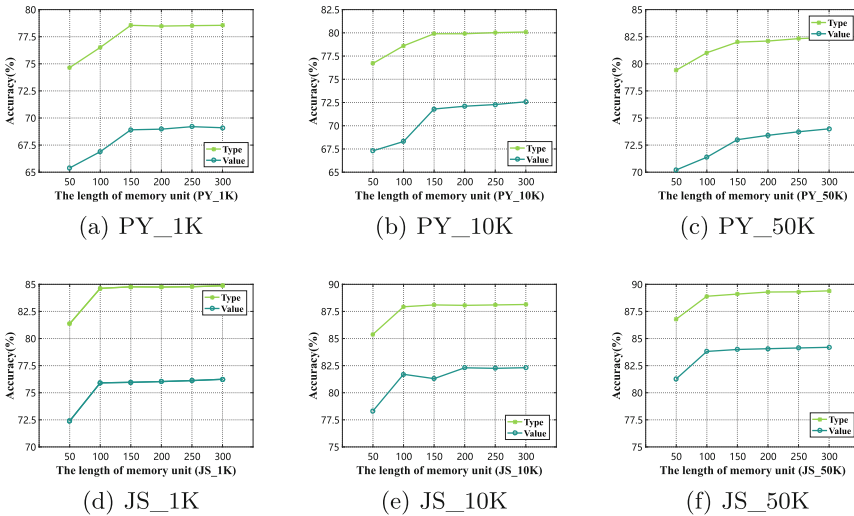 80
77.5
75
72.5
70
67.5
65
Accuracy(%)
Type
Value
50 100 150 200 250 300
The length of memory unit (PY_1K)
(a) PY_1K
82.5
80
77.5
75
72.5
70
67.5
65
Accuracy(%)
Type
Value
50 100 150 200 250 300
The length of memory unit (PY_10K)
(b) PY_10K
85
82.5
80
77.5
75
72.5
70
Accuracy(%)
Type
Value
50 100 150 200 250 300
The length of memory unit (PY_50K)
(c) PY_50K
85
82.5
80
77.5
75
72.5
70
Accuracy(%)
Type
Value
50 100 150 200 250 300
The length of memory unit (JS_1K)
(d) JS_1K
90
87.5
85
82.5
80
77.5
75
Accuracy(%)
Type
Value
50 100 150 200 250 300
The length of memory unit (JS_10K)
(e) JS_10K
90
87.5
85
82.5
80
77.5
75
Accuracy(%)
Type
Value
50 100 150 200 250 300
The length of memory unit (JS_50K)
(f) JS_50K